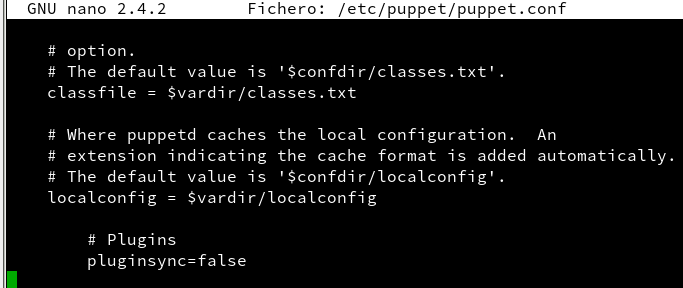 GNU nano 2.4.2 Fichero: /etc/puppet/puppet.conf
# option.
# The default value is '$confdir/classes.txt'.
classfile = $vardir/classes.txt
# Where puppetd caches the local configuration.  An
# extension indicating the cache format is added automatically.
# The default value is '$confdir/localconfig'.
localconfig = $vardir/localconfig
# Plugins
pluginsync=false